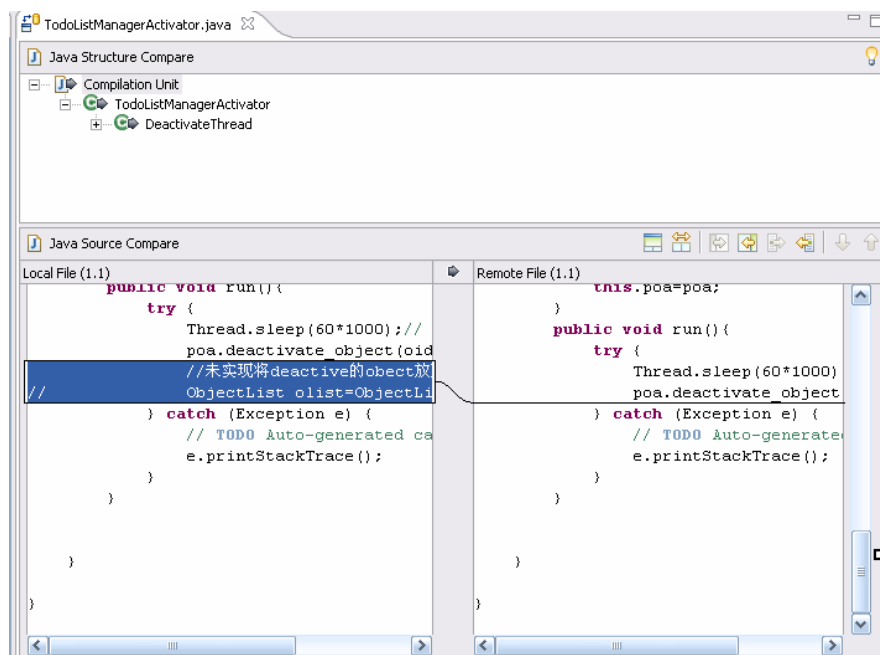 TodoListManagerActivator.java
Java Structure Compare
Compilation Unit
TodoListManagerActivator
DeactivateThread
Java Source Compare
Local File (1.1)
public void run(){
try {
Thread.sleep(60*1000);//
poa.deactivate_object(oid
//未实现将deactive的obect放
// ObjectList olist=ObjectLi
} catch (Exception e) {
// TODO Auto-generated ca
e.printStackTrace();
}
}
}
}
Remote File (1.1)
this.poa=poa;
}
public void run(){
try {
Thread.sleep(60*1000)
poa.deactivate_object
} catch (Exception e) {
// TODO Auto-generate
e.printStackTrace();
}
}
}
}